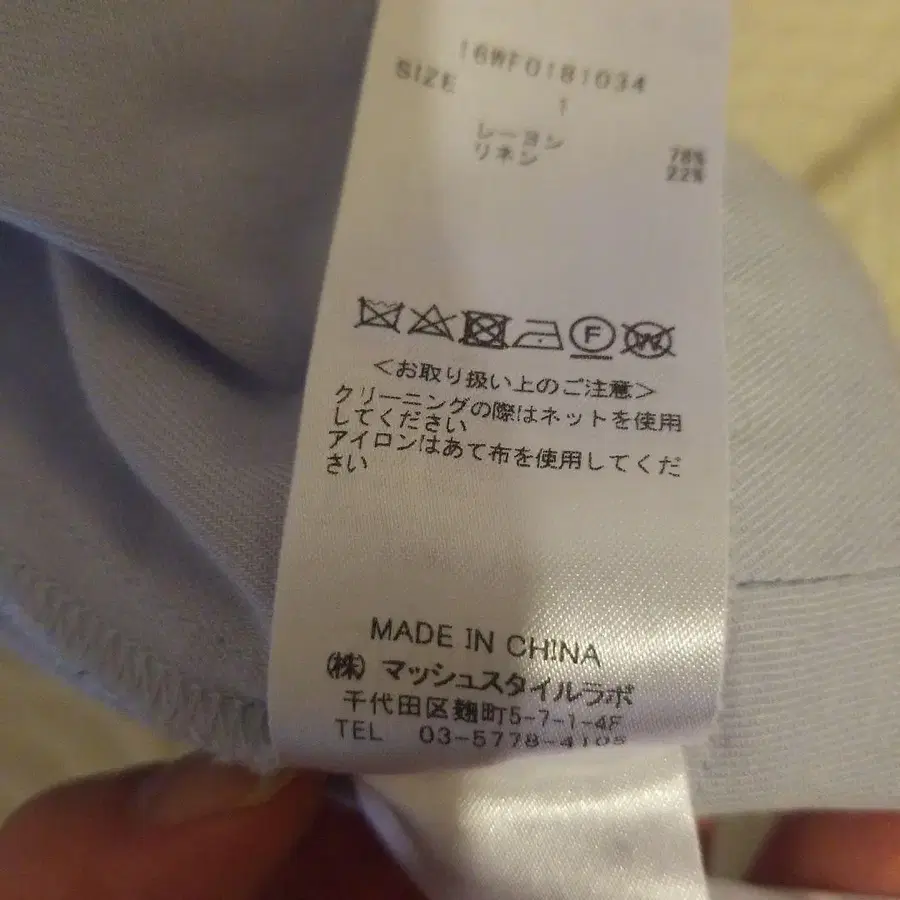 16WF0181034
SIZE 1
レーヨン 78%
リネン 22%
F W
<お取り扱い上のご注意>
クリーニングの際はネットを使用
してください
アイロンはあて布を使用してくだ
さい
MADE IN CHINA
(株) マッシュスタイルラボ
千代田区麹町5-7-1-4F
TEL 03-5778-4105